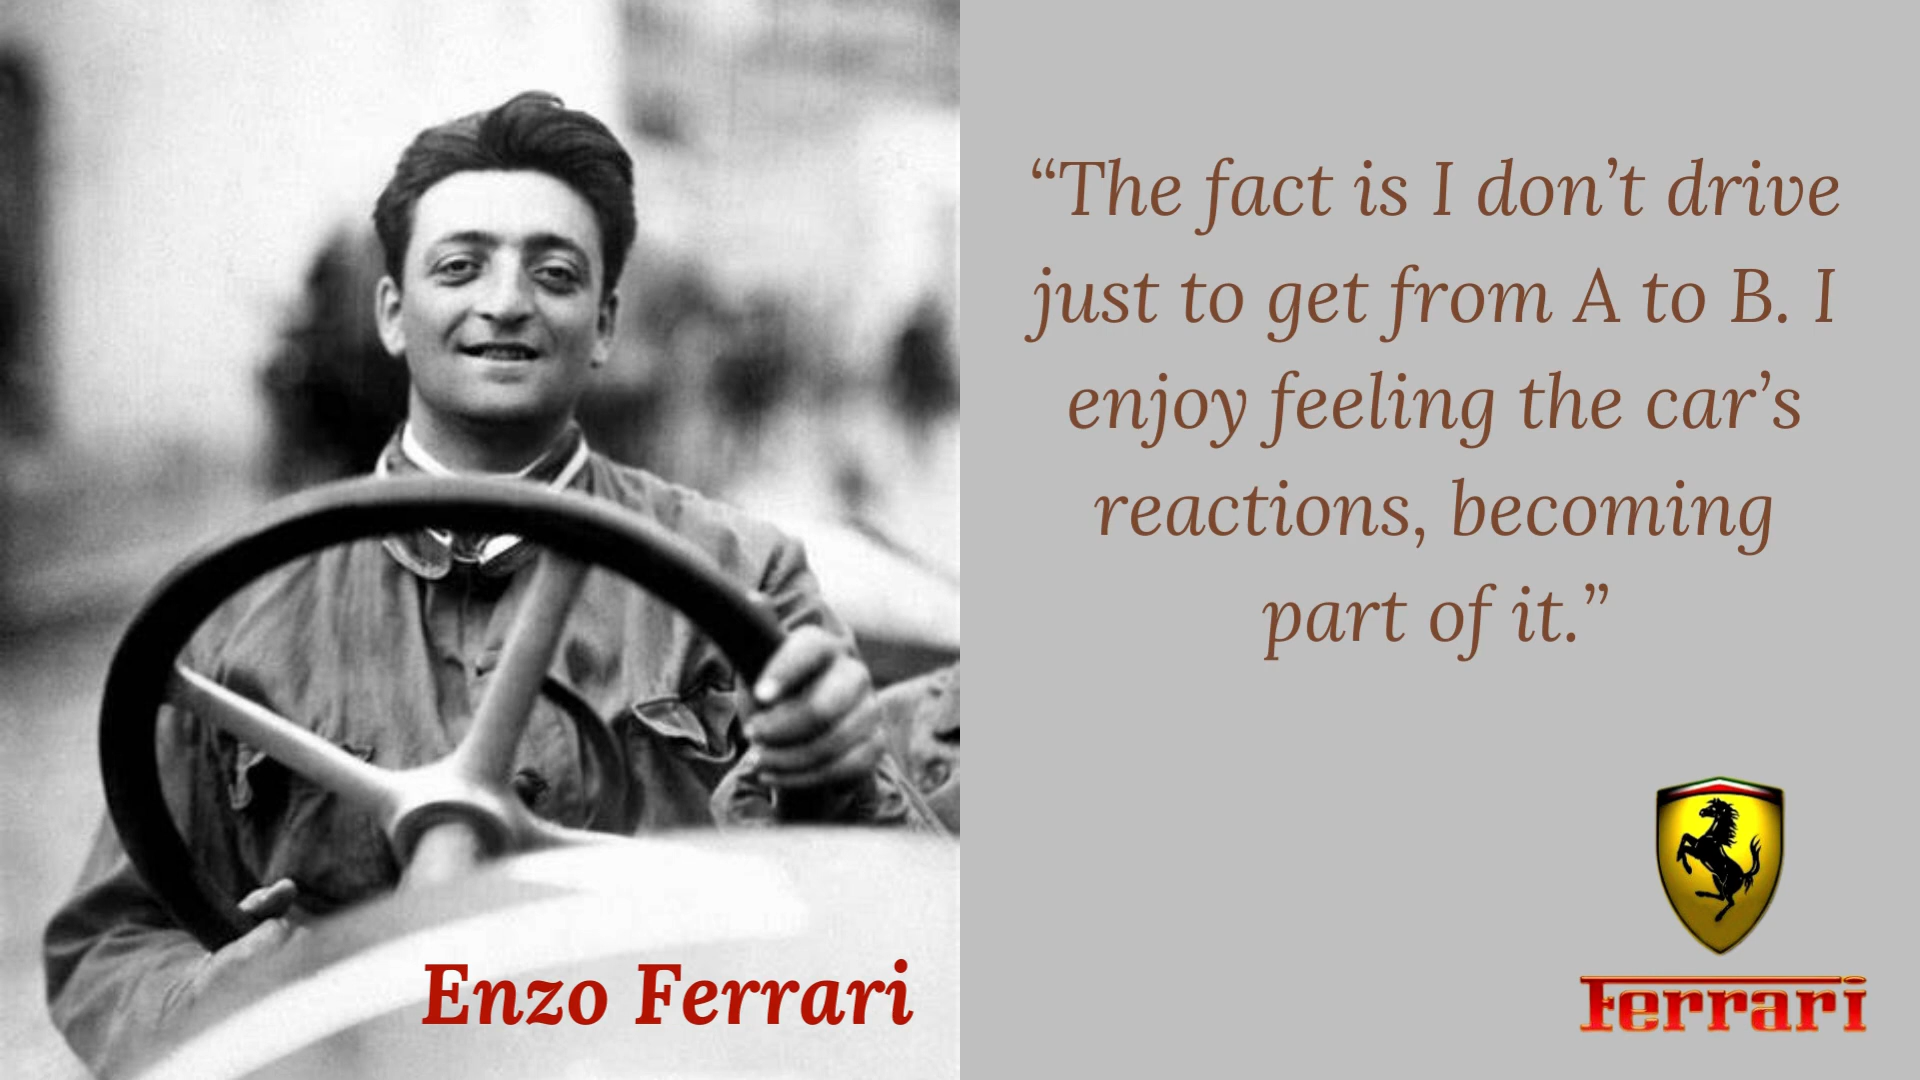 “The fact is I don’t drive
just to get from A to B. I
enjoy feeling the car’s
reactions, becoming
part of it.”
Enzo Ferrari
Ferrari